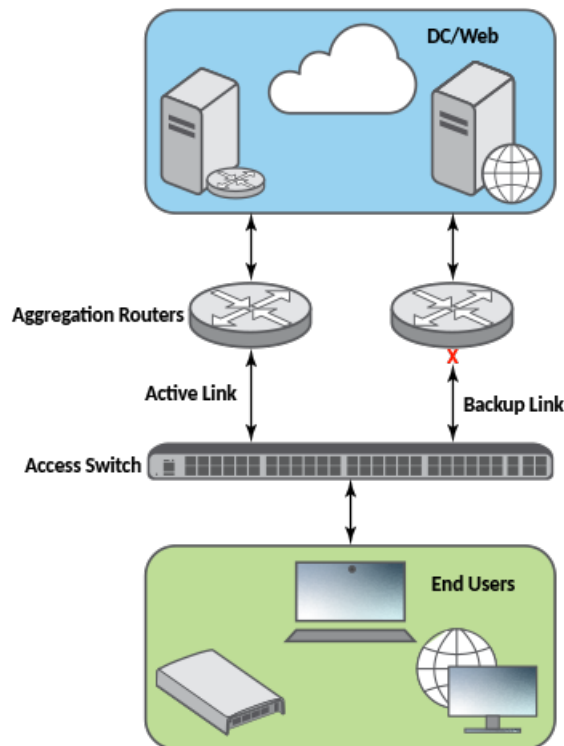 DC/Web
Aggregation Routers
X
Active Link
Backup Link
Access Switch
End Users